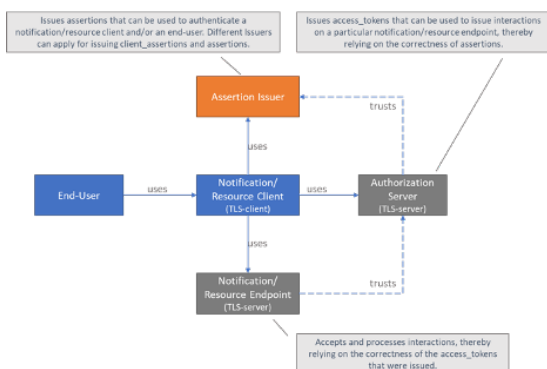 Issues assertions that can be used to authenticate a
notification/resource client and/or an end-user. Different Issuers
can apply for issuing client_assertions and assertions.
Issues access_tokens that can be used to issue interactions
on a particular notification/resource endpoint, thereby
relying on the correctness of assertions.
Assertion Issuer
trusts
uses
End-User
uses
Notification/
Resource Client
(TLS-client)
uses
Authorization
Server
(TLS-server)
uses
Notification/
Resource Endpoint
(TLS-server)
trusts
Accepts and processes interactions, thereby
relying on the correctness of the access_tokens
that were issued.